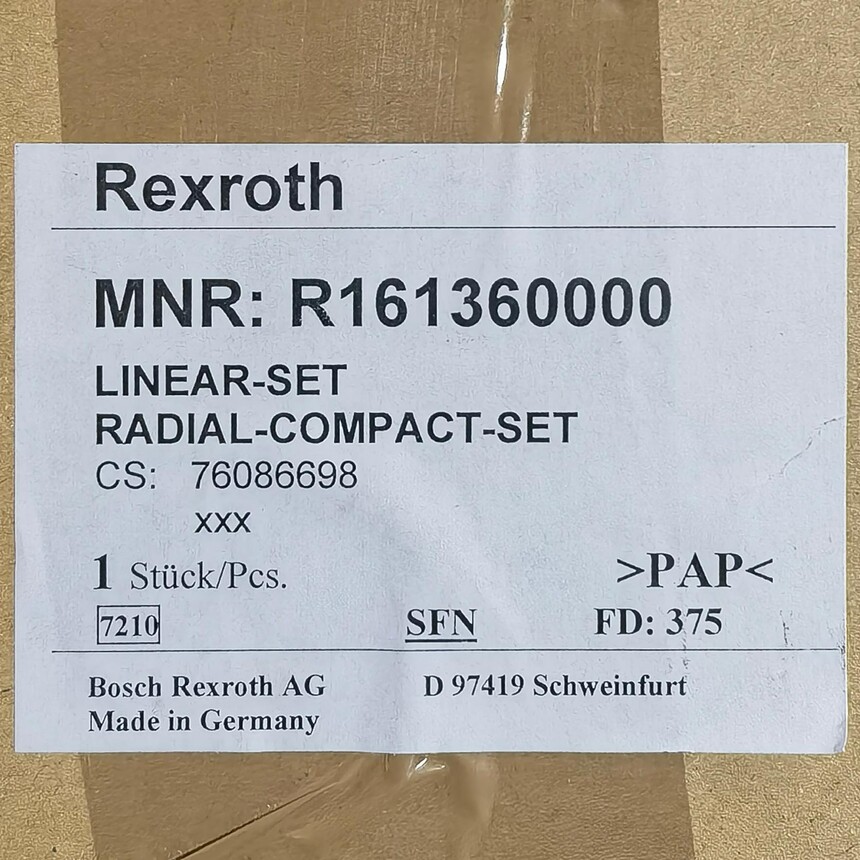 Rexroth
MNR: R161360000
LINEAR-SET
RADIAL-COMPACT-SET
CS: 76086698
xxx
1 Stück/Pcs.
>PAP<
7210
SFN
FD: 375
Bosch Rexroth AG
D 97419 Schweinfurt
Made in Germany